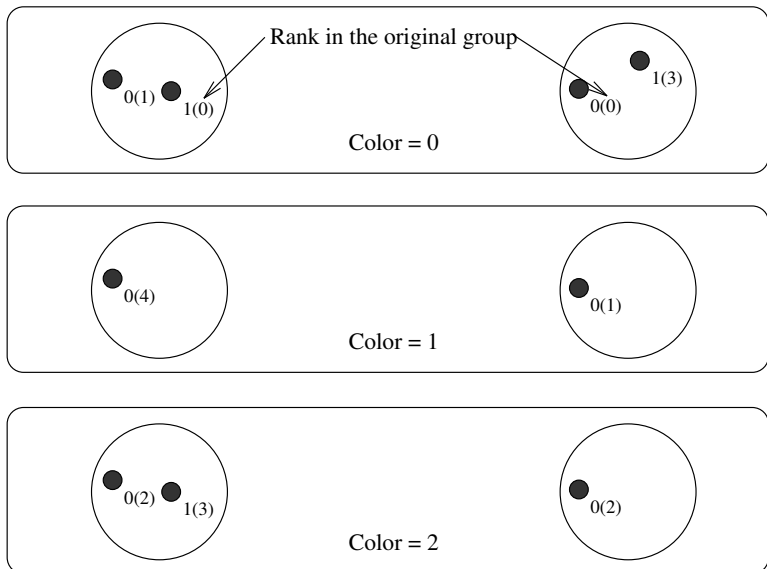 Rank in the original group
0(1)
1(0)
0(0)
1(3)
Color = 0
0(4)
0(1)
Color = 1
0(2)
1(3)
0(2)
Color = 2